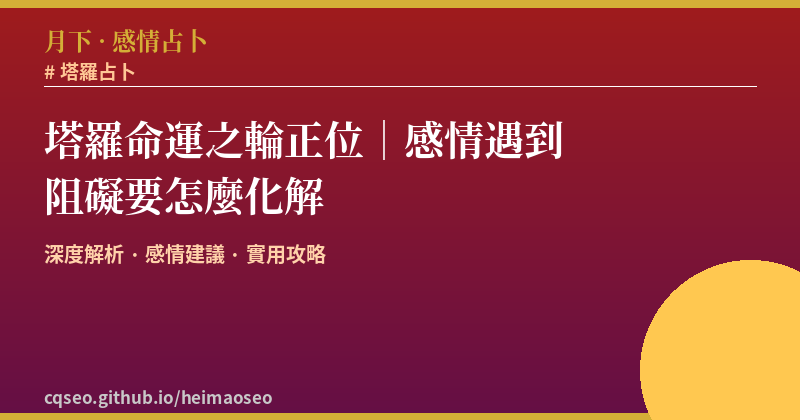 月下 · 感情占卜
# 塔羅占卜
塔羅命運之輪正位｜感情遇到
阻礙要怎麼化解
深度解析 · 感情建議 · 實用攻略
cqseo.github.io/heimaoseo